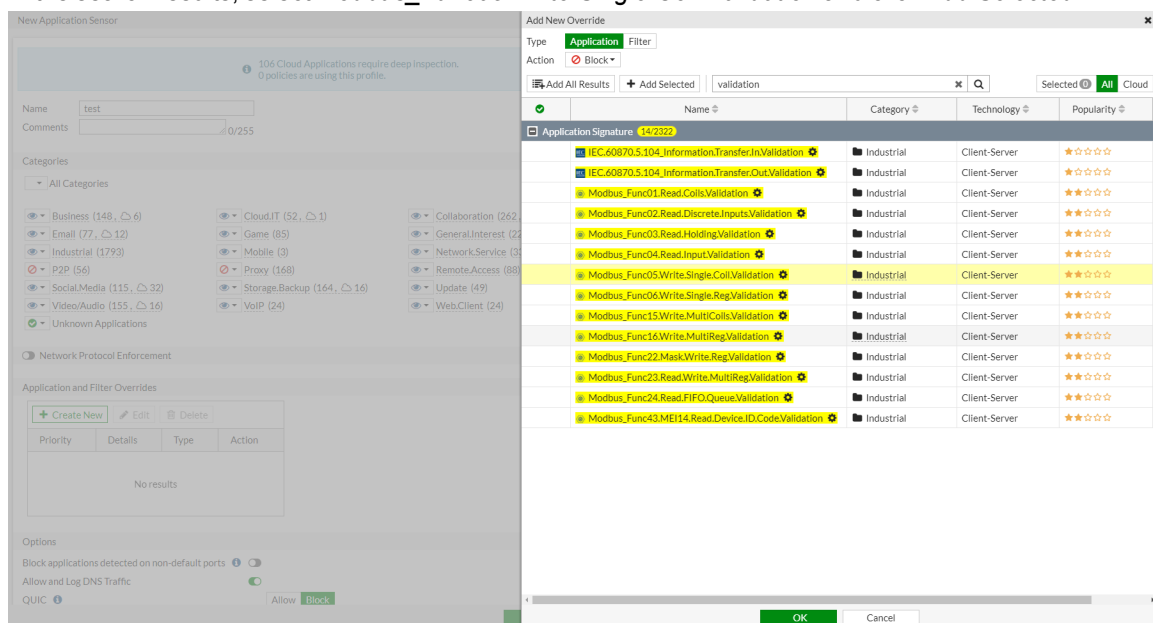 New Application Sensor
106 Cloud Applications require deep inspection.
0 policies are using this profile.
Name test
Comments 0/255
Categories
All Categories
Business (148, 6) Cloud.IT (52, 1) Collaboration (262,
Email (77, 12) Game (85) General.Interest (22
Industrial (1793) Mobile (3) Network.Service (33
P2P (56) Proxy (168) Remote.Access (88)
Social.Media (115, 32) Storage.Backup (164, 16) Update (49)
Video/Audio (155, 16) VoIP (24) Web.Client (24)
Unknown Applications
Network Protocol Enforcement
Application and Filter Overrides
Create New Edit Delete
Priority Details Type Action
No results
Options
Block applications detected on non-default ports
Allow and Log DNS Traffic
QUIC Allow Block
Add New Override
Type Application Filter
Action Block
Add All Results Add Selected validation Selected 0 All Cloud
Name Category Technology Popularity
Application Signature 14/2322
IEC.60870.5.104_Information.Transfer.In.Validation Industrial Client-Server
IEC.60870.5.104_Information.Transfer.Out.Validation Industrial Client-Server
Modbus_Func01.Read.Coils.Validation Industrial Client-Server
Modbus_Func02.Read.Discrete.Inputs.Validation Industrial Client-Server
Modbus_Func03.Read.Holding.Validation Industrial Client-Server
Modbus_Func04.Read.Input.Validation Industrial Client-Server
Modbus_Func05.Write.Single.Coil.Validation Industrial Client-Server
Modbus_Func06.Write.Single.Reg.Validation Industrial Client-Server
Modbus_Func15.Write.MultiCoils.Validation Industrial Client-Server
Modbus_Func16.Write.MultiReg.Validation Industrial Client-Server
Modbus_Func22.Mask.Write.Reg.Validation Industrial Client-Server
Modbus_Func23.Read.Write.MultiReg.Validation Industrial Client-Server
Modbus_Func24.Read.FIFO.Queue.Validation Industrial Client-Server
Modbus_Func43.MEI14.Read.Device.ID.Code.Validation Industrial Client-Server
OK Cancel